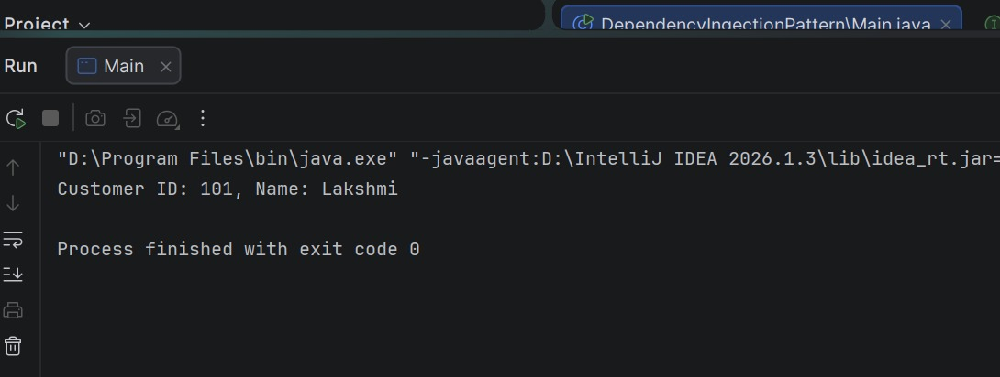 Project
DependencyIngectionPattern\Main.java
Run
Main
"D:\Program Files\bin\java.exe" "-javaagent:D:\IntelliJ IDEA 2026.1.3\lib\idea_rt.jar=
Customer ID: 101, Name: Lakshmi
Process finished with exit code 0